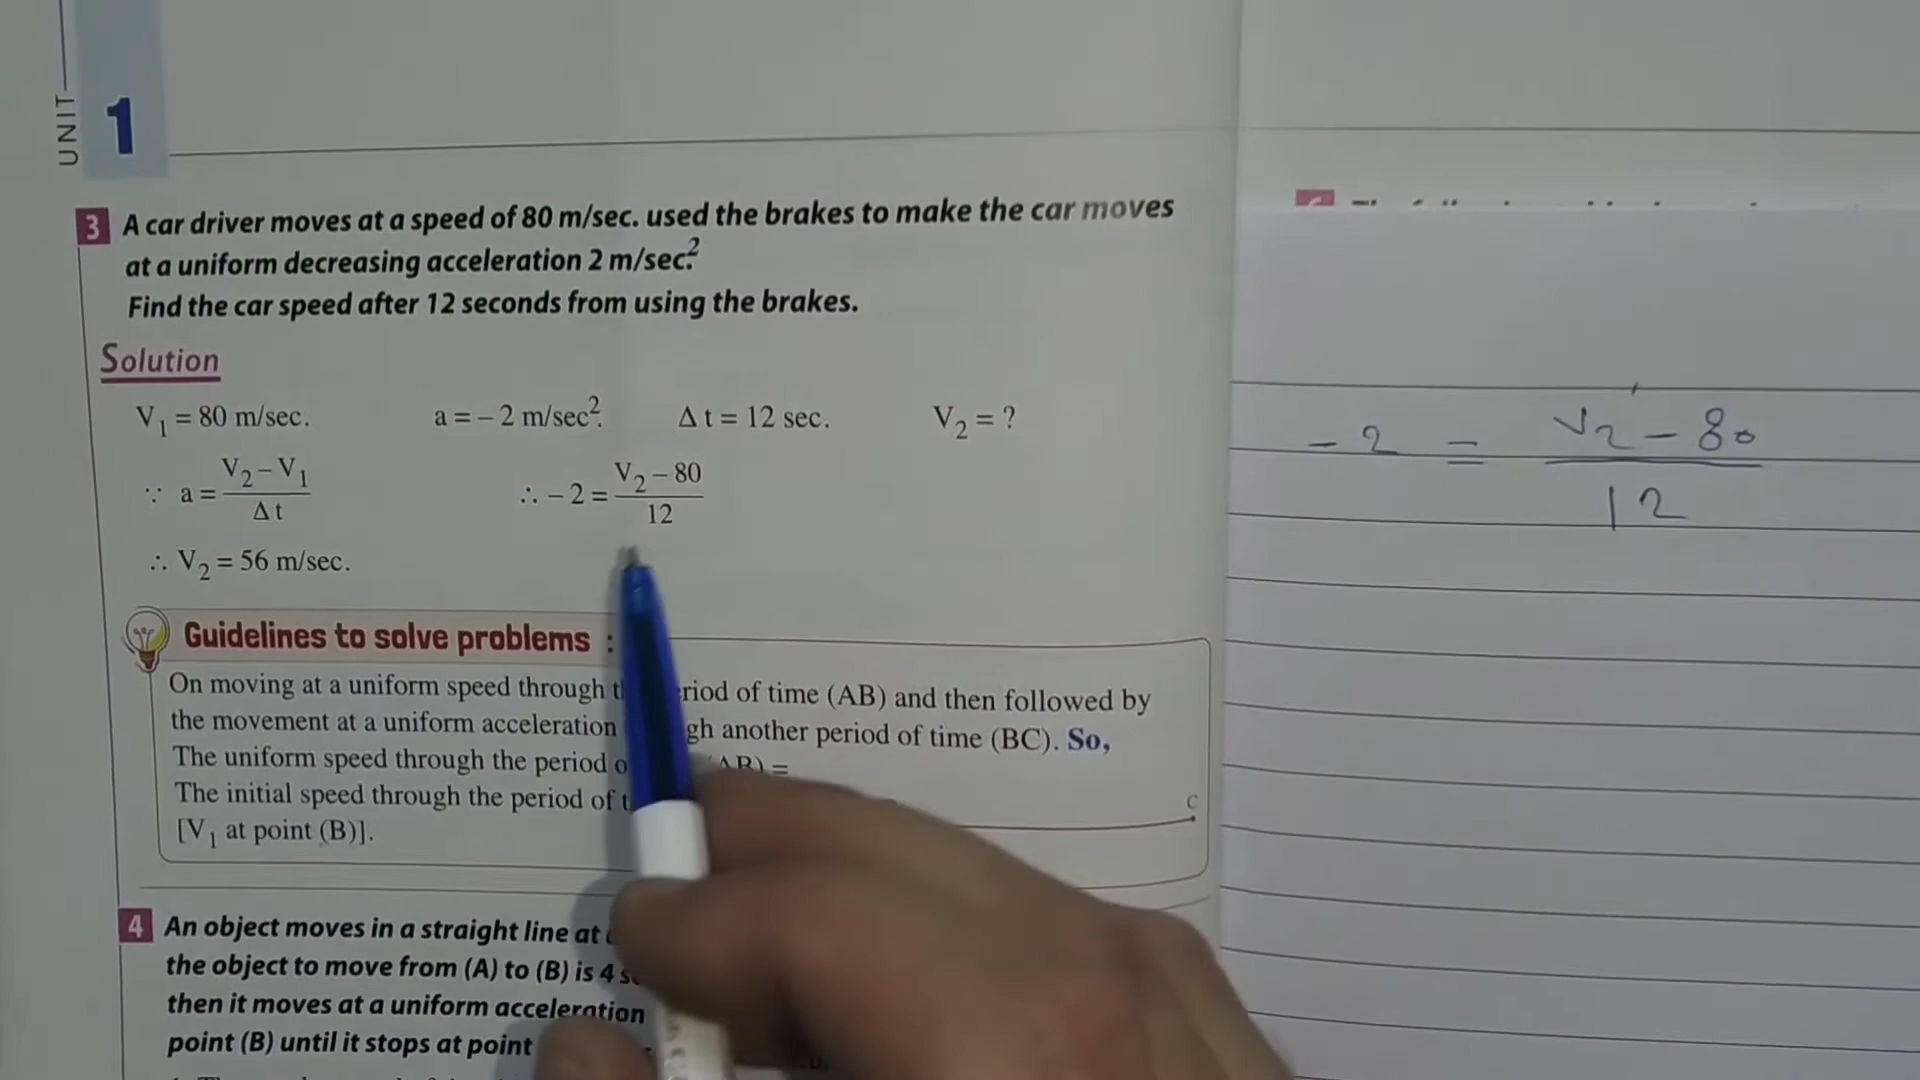 UNIT 1
3 A car driver moves at a speed of 80 m/sec. used the brakes to make the car moves
at a uniform decreasing acceleration 2 m/sec.²
Find the car speed after 12 seconds from using the brakes.
Solution
V₁ = 80 m/sec. a = – 2 m/sec². Δ t = 12 sec. V₂ = ?
∵ a = (V₂ – V₁)/Δ t ∴ – 2 = (V₂ – 80)/12
∴ V₂ = 56 m/sec.
Guidelines to solve problems :
On moving at a uniform speed through period of time (AB) and then followed by
the movement at a uniform acceleration another period of time (BC). So,
The uniform speed through the period (AB) =
The initial speed through the period of
[V₁ at point (B)].
C
4 An object moves in a straight line at
the object to move from (A) to (B) is 4
then it moves at a uniform acceleration
point (B) until it stops at point
– 2 = (V₂ – 80)/12